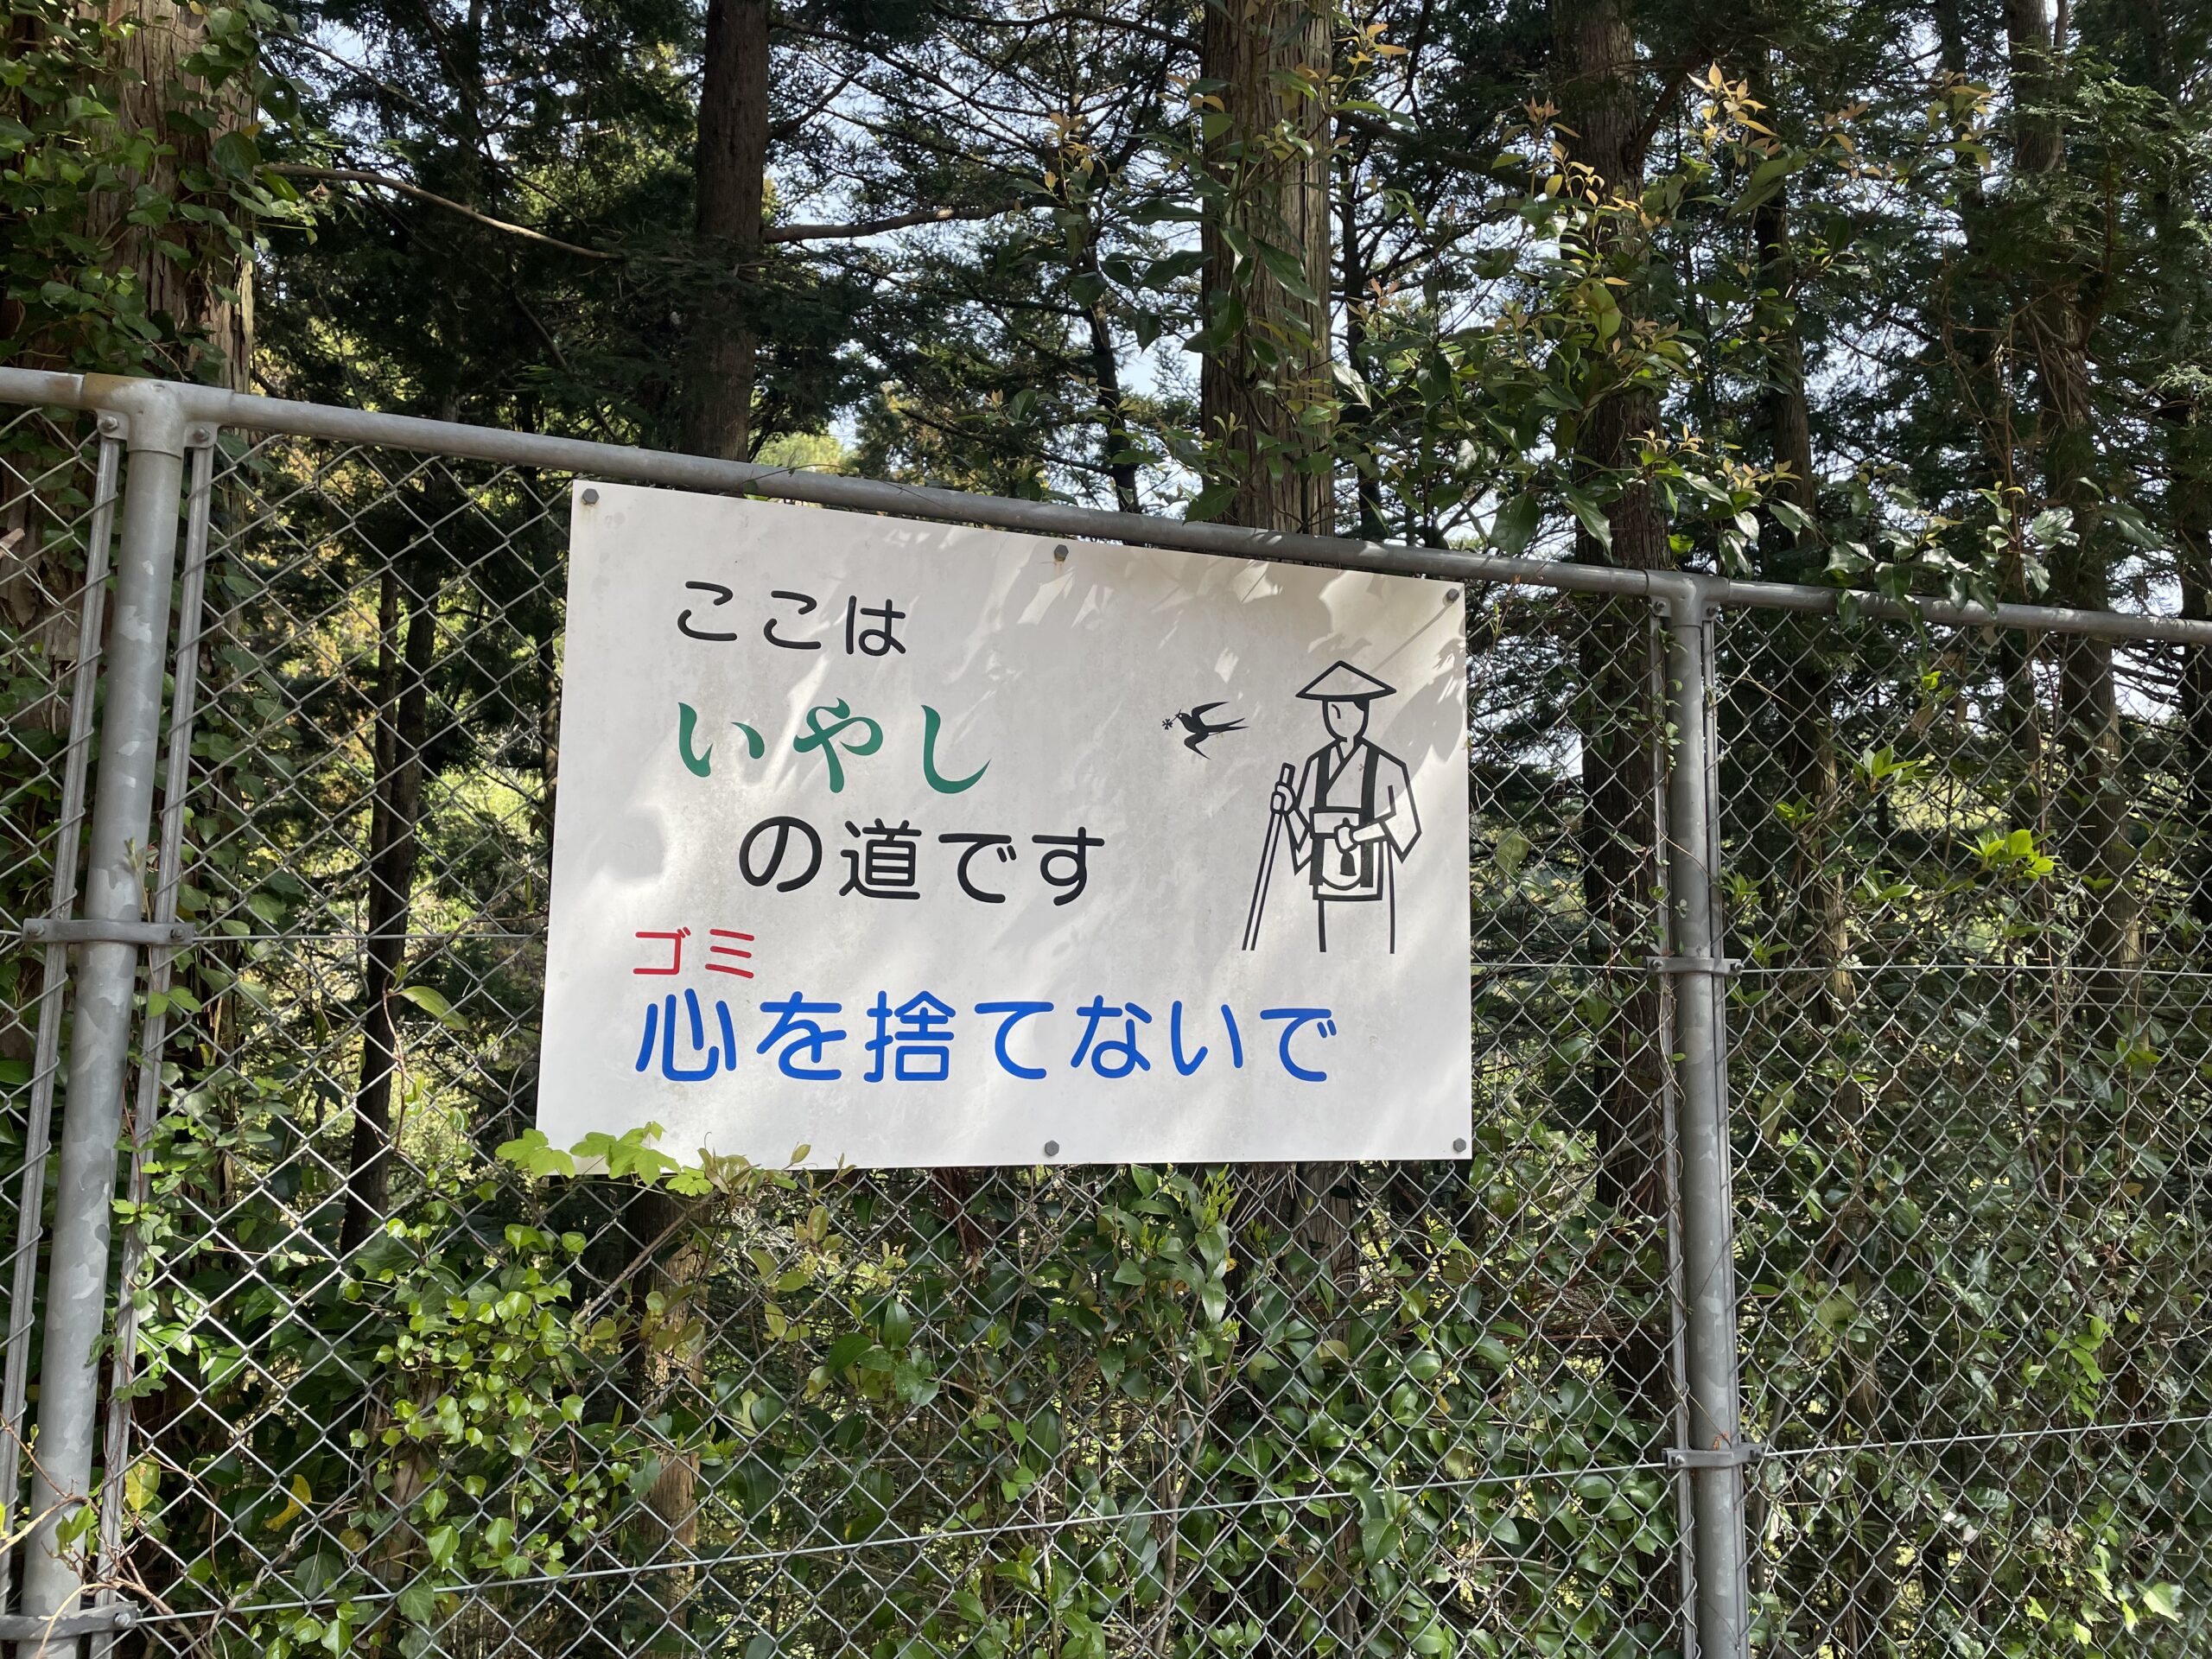 ここは
いやし
の道です
ゴミ
心を捨てないで